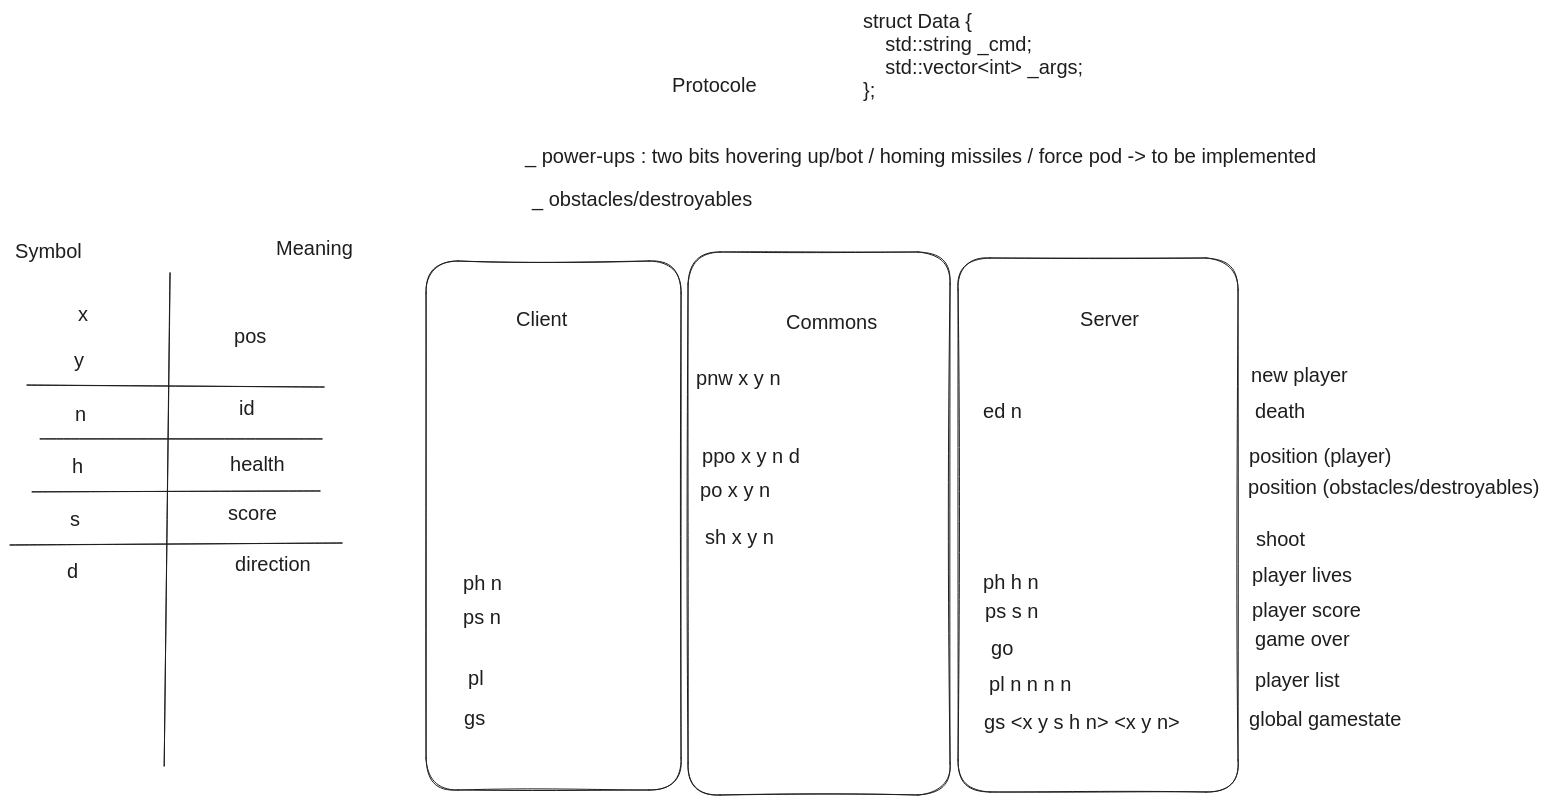 struct Data {
    std::string _cmd;
    std::vector<int> _args;
};
Protocole
_ power-ups : two bits hovering up/bot / homing missiles / force pod -> to be implemented
_ obstacles/destroyables
Symbol Meaning
x
y
pos
n id
h health
s score
d direction
Client Commons Server
pnw x y n new player
ed n death
ppo x y n d position (player)
po x y n position (obstacles/destroyables)
sh x y n shoot
ph n ph h n player lives
ps n ps s n player score
go game over
pl pl n n n n player list
gs gs <x y s h n> <x y n> global gamestate